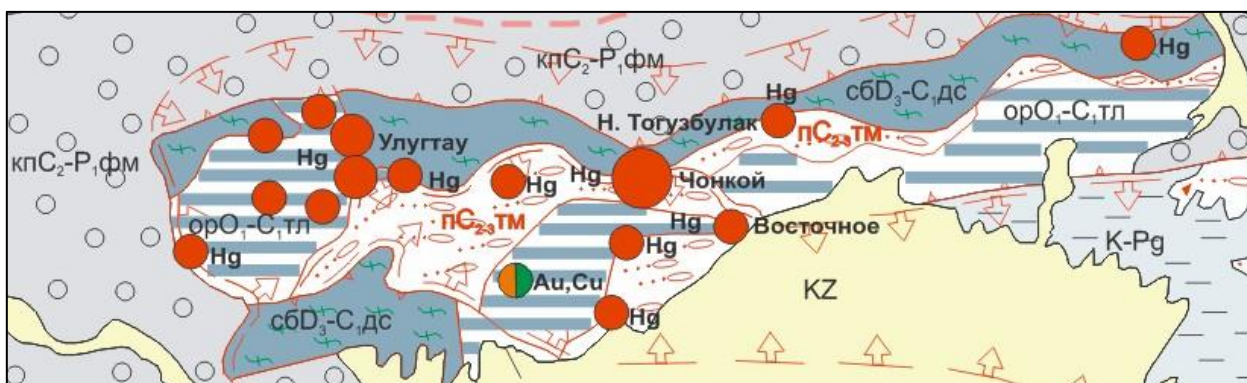 Hg
кпC₂-P₁фм
сбD₃-C₁дс
орO₁-C₁тл
Hg
Н. Тогузбулак
пC₂₋₃тм
Улугтау
кпC₂-P₁фм
Hg
Hg
Hg
Hg
Чонкой
орO₁-C₁тл
пC₂₋₃тм
Hg
Восточное
K-Pg
Hg
Hg
Au,Cu
KZ
сбD₃-C₁дс
Hg